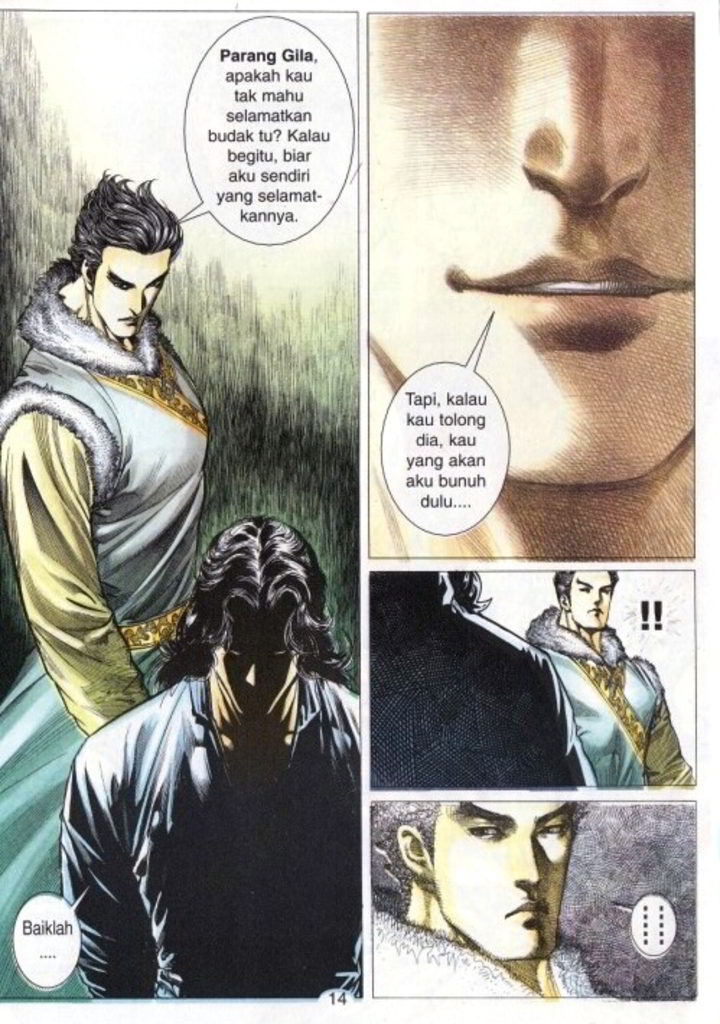 Parang Gila,
apakah kau
tak mahu
selamatkan
budak tu? Kalau
begitu, biar
aku sendiri
yang selamat-
kannya.
Baiklah
....
Tapi, kalau
kau tolong
dia, kau
yang akan
aku bunuh
dulu....
!!
14